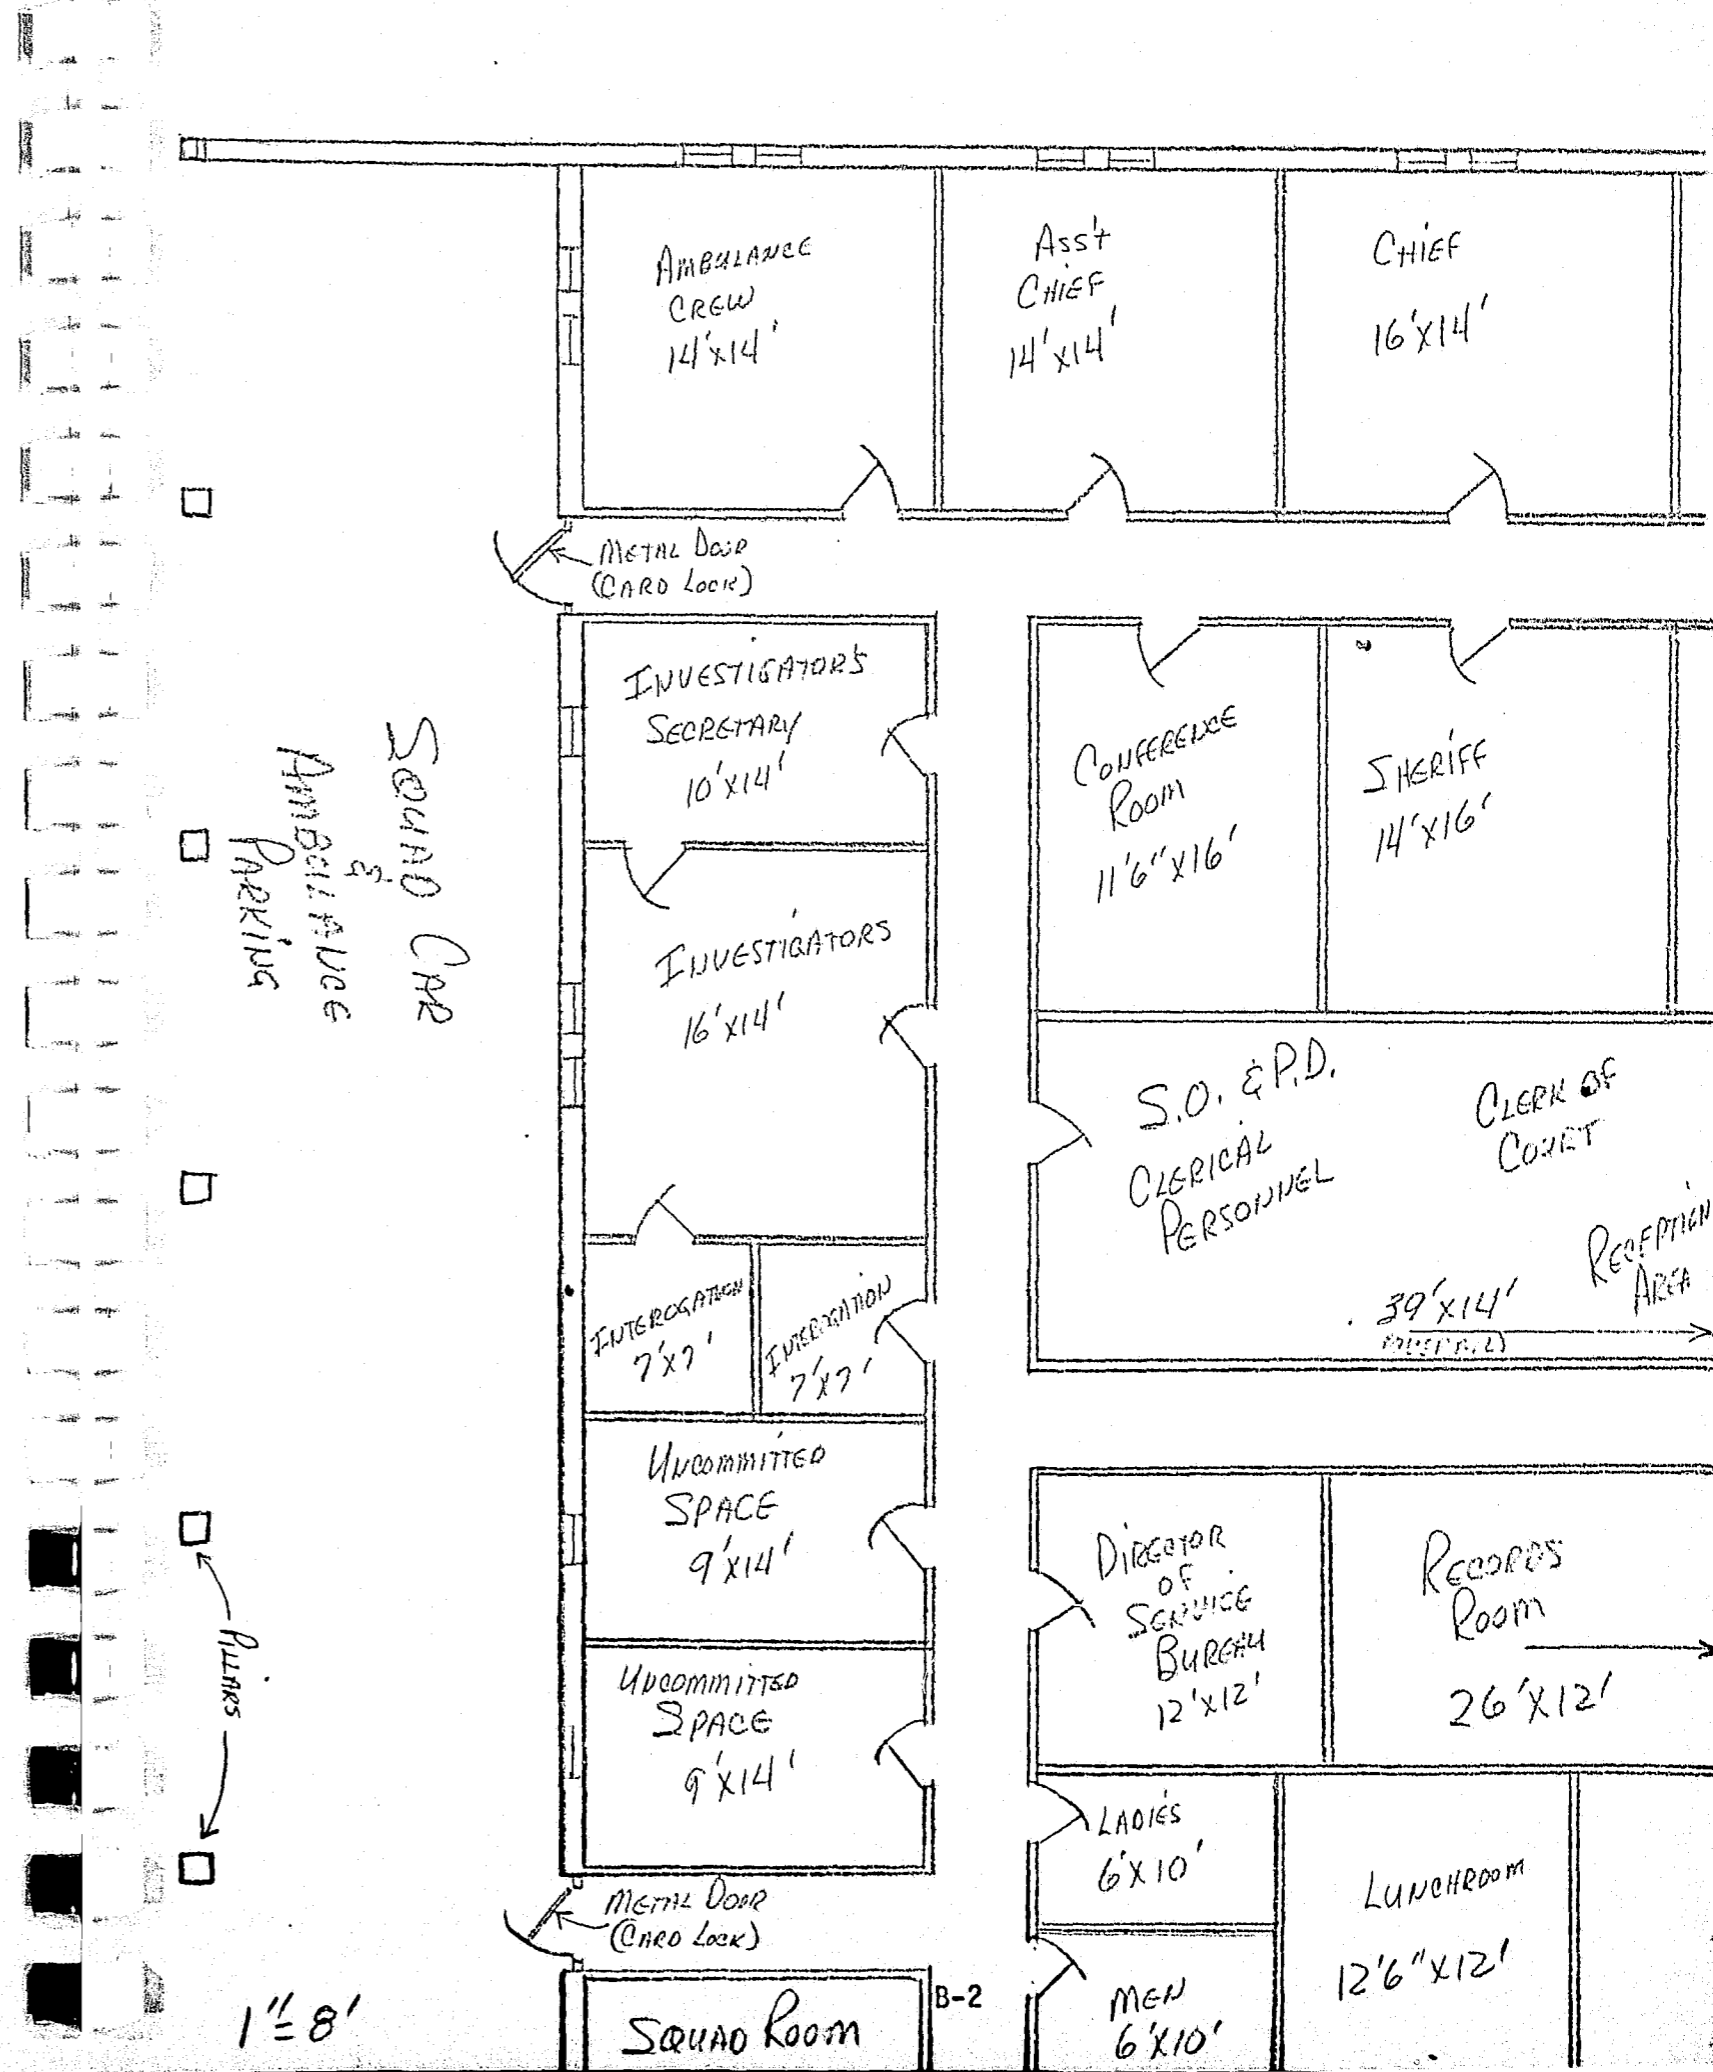 AMBULANCE
CREW
14'x14'
ASS't
CHIEF
14'x14'
CHIEF
16'x14'
METAL DOOR
(CARD LOCK)
INVESTIGATOR'S
SECRETARY
10'x14'
CONFERENCE
ROOM
11'6"x16'
SHERIFF
14'x16'
SQUAD CAR
&
AMBULANCE
PARKING
INVESTIGATORS
16'x14'
S.O. & P.D.
CLERICAL
PERSONNEL
CLERK OF
COURT
RECEPTION
AREA
39'x14'
INTEROGATION
7'x7'
INTEROGATION
7'x7'
UNCOMMITTED
SPACE
9'x14'
DIRECTOR
OF
SERVICE
BUREAU
12'x12'
RECORDS
ROOM
26'x12'
PILLARS
UNCOMMITTED
SPACE
9'x14'
LADIES
6'x10'
LUNCHROOM
12'6"x12'
METAL DOOR
(CARD LOCK)
MEN
6'x10'
B-2
1"=8'
SQUAD ROOM